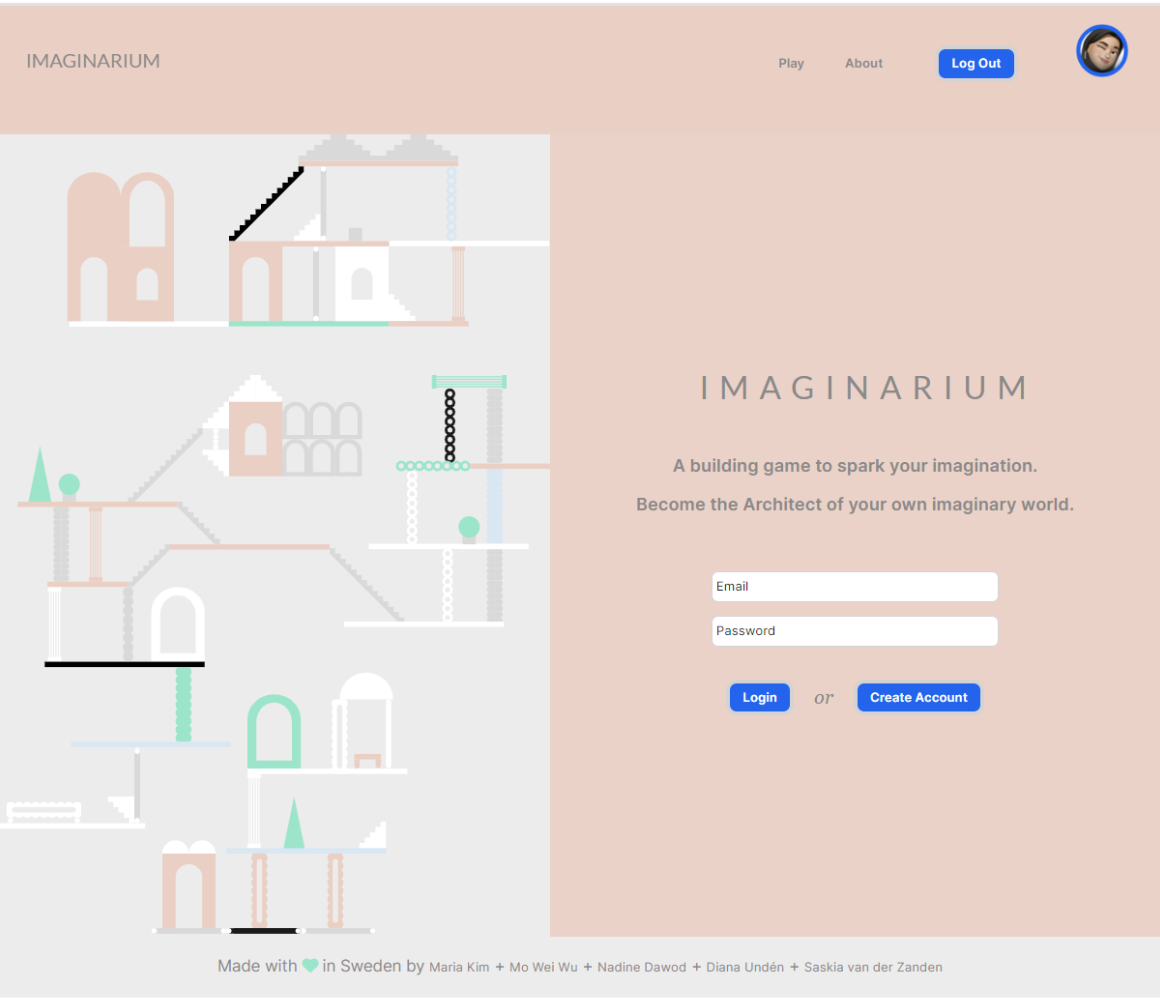 IMAGINARIUM
Play
About
Log Out
IMAGINARIUM
A building game to spark your imagination.
Become the Architect of your own imaginary world.
Email
Password
Login or Create Account
Made with in Sweden by Maria Kim + Mo Wei Wu + Nadine Dawod + Diana Undén + Saskia van der Zanden